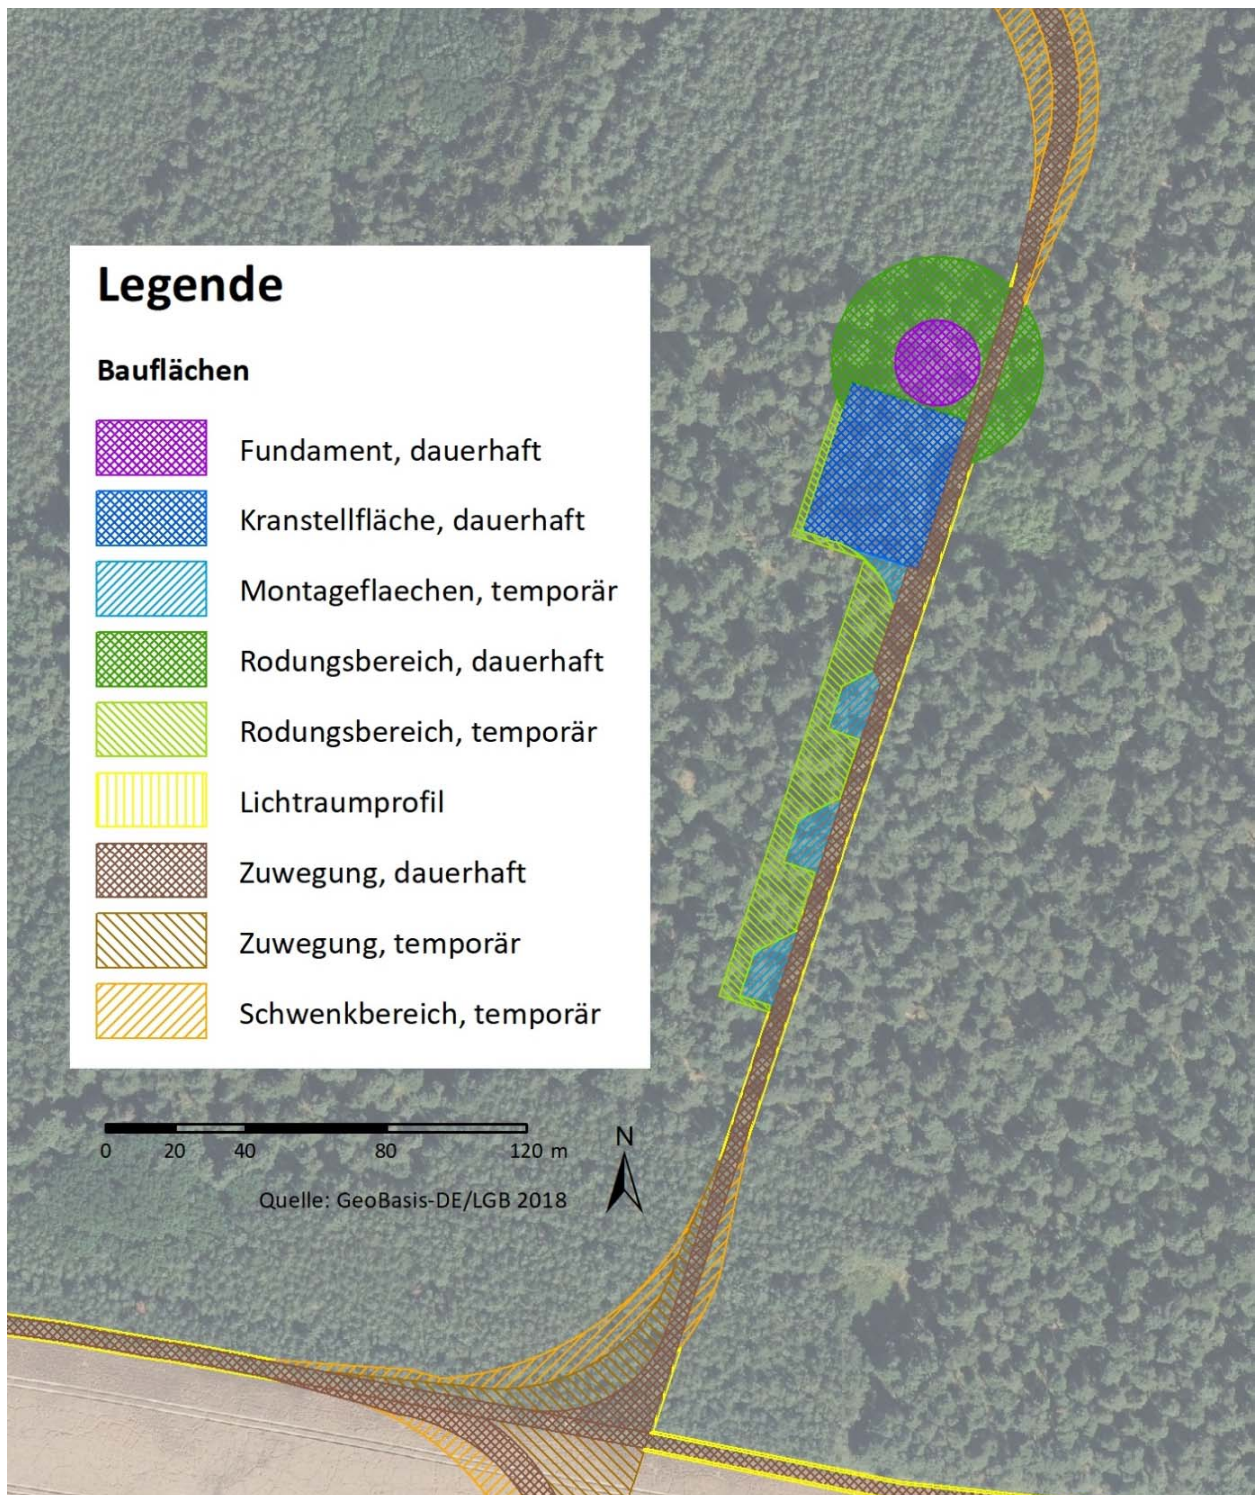 Legende
Bauflächen
Fundament, dauerhaft
Kranstellfläche, dauerhaft
Montageflaechen, temporär
Rodungsbereich, dauerhaft
Rodungsbereich, temporär
Lichtraumprofil
Zuwegung, dauerhaft
Zuwegung, temporär
Schwenkbereich, temporär
0 20 40 80 120 m
N
Quelle: GeoBasis-DE/LGB 2018